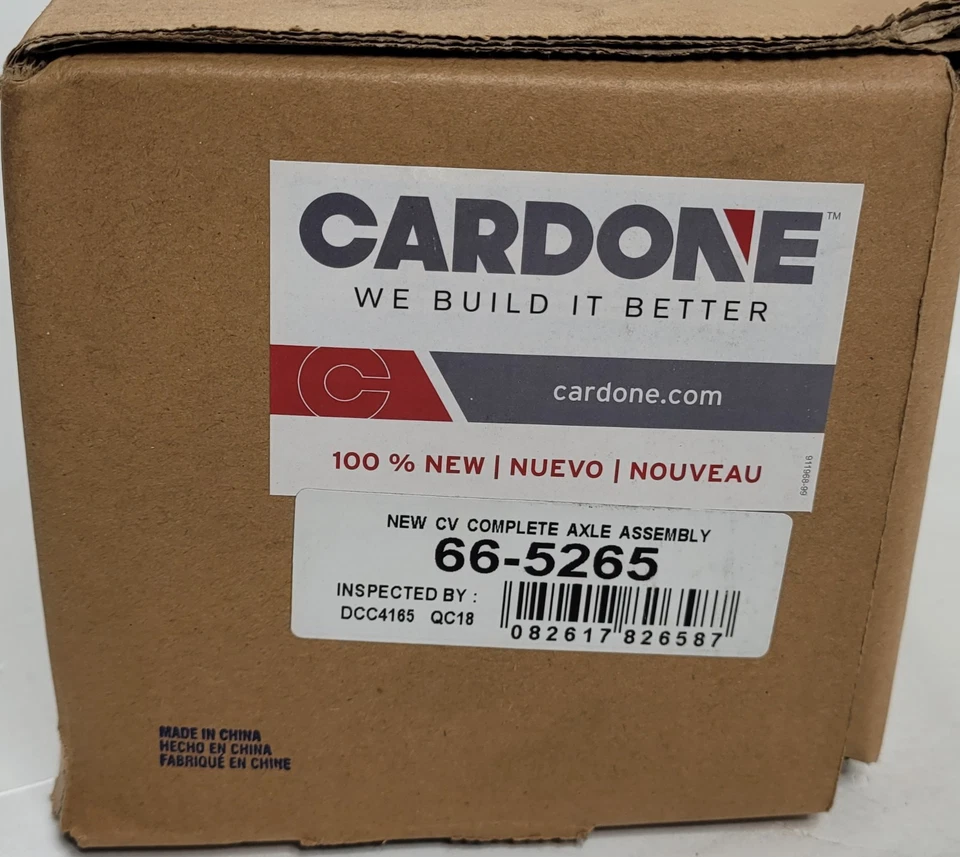 CARDONE™
WE BUILD IT BETTER
cardone.com
100 % NEW | NUEVO | NOUVEAU
911968-99
NEW CV COMPLETE AXLE ASSEMBLY
66-5265
INSPECTED BY :
DCC4165 QC18
082617 826587
MADE IN CHINA
HECHO EN CHINA
FABRIQUÉ EN CHINE